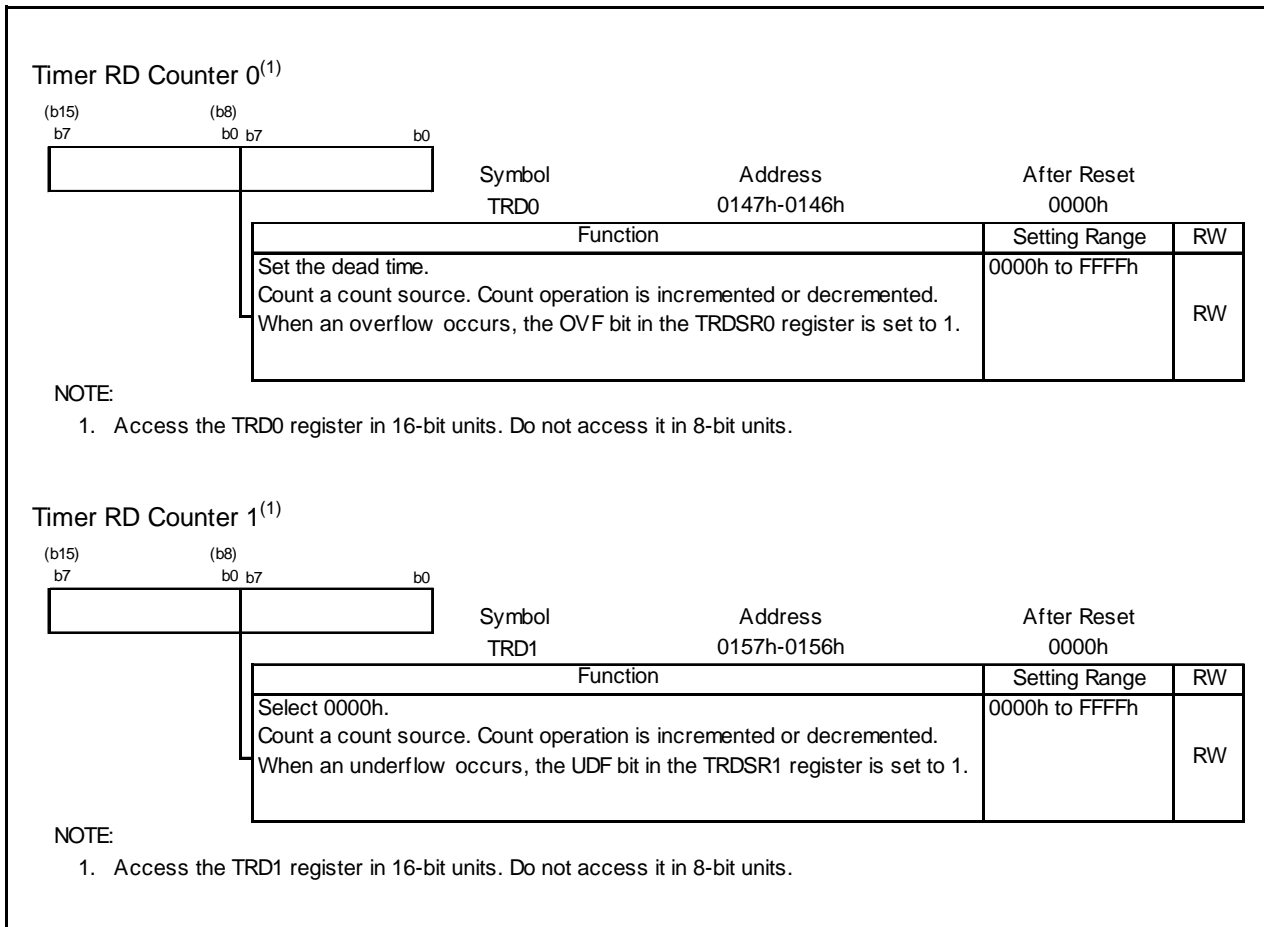 Timer RD Counter 0(1)
(b15) (b8)
b7 b0 b7 b0
Symbol Address After Reset
TRD0 0147h-0146h 0000h
Function Setting Range RW
Set the dead time. 0000h to FFFFh
Count a count source. Count operation is incremented or decremented.
When an overflow occurs, the OVF bit in the TRDSR0 register is set to 1. RW
NOTE:
1. Access the TRD0 register in 16-bit units. Do not access it in 8-bit units.
Timer RD Counter 1(1)
(b15) (b8)
b7 b0 b7 b0
Symbol Address After Reset
TRD1 0157h-0156h 0000h
Function Setting Range RW
Select 0000h. 0000h to FFFFh
Count a count source. Count operation is incremented or decremented.
When an underflow occurs, the UDF bit in the TRDSR1 register is set to 1. RW
NOTE:
1. Access the TRD1 register in 16-bit units. Do not access it in 8-bit units.